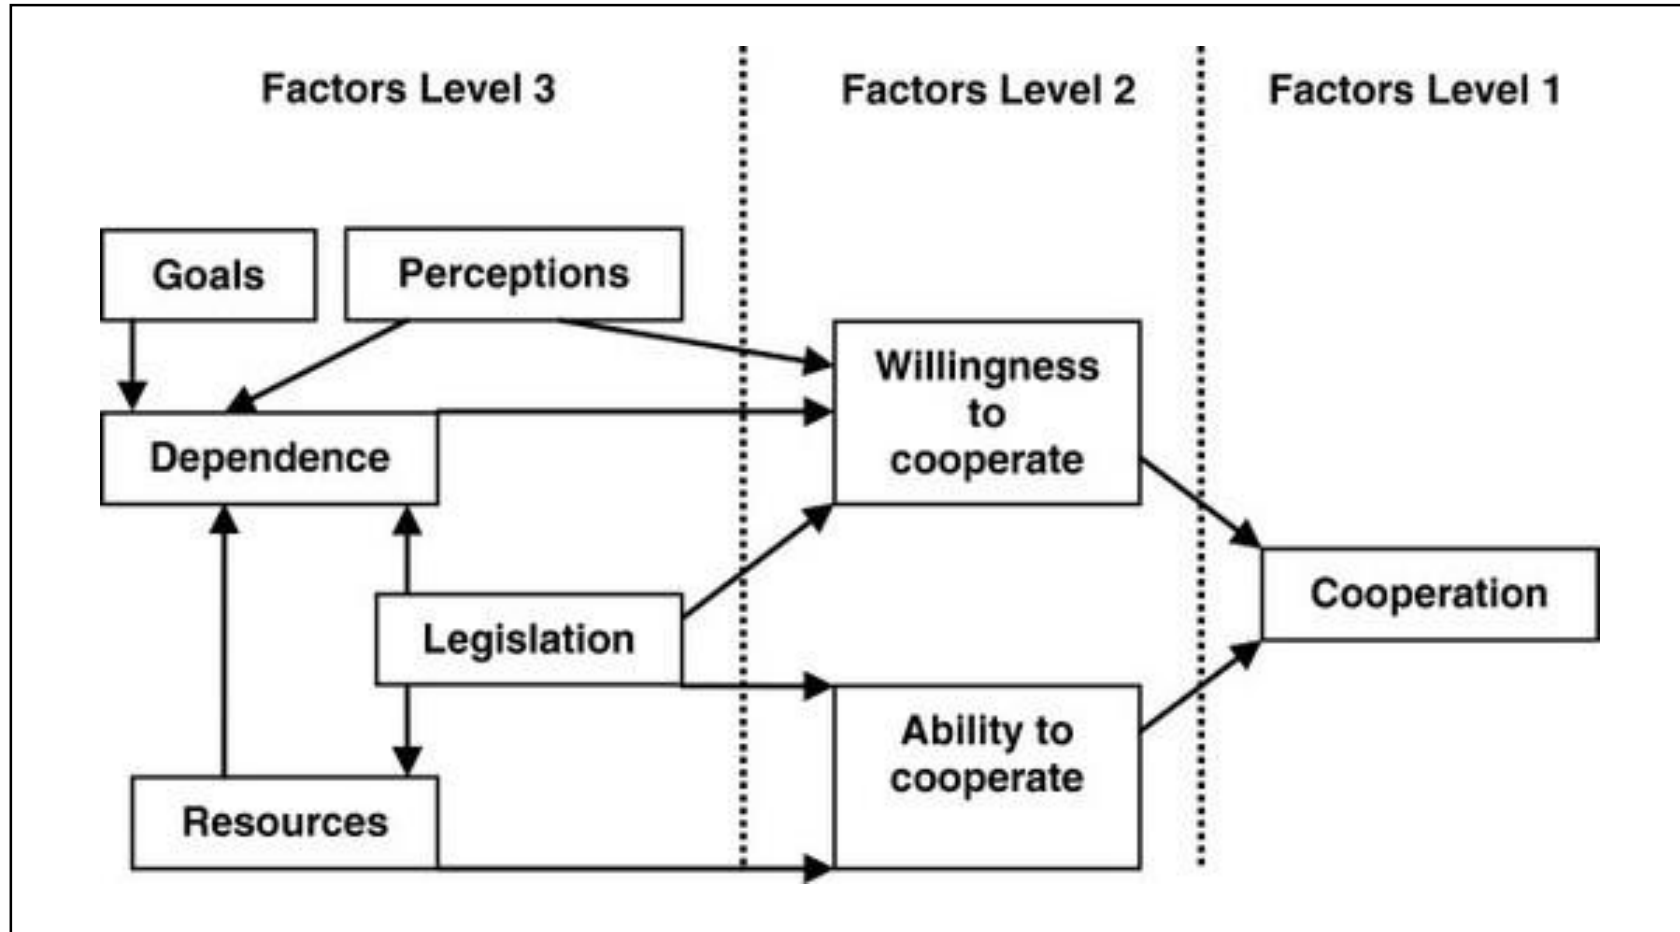 Factors Level 3
Factors Level 2
Factors Level 1
Goals
Perceptions
Willingness
to
cooperate
Dependence
Cooperation
Legislation
Ability to
cooperate
Resources